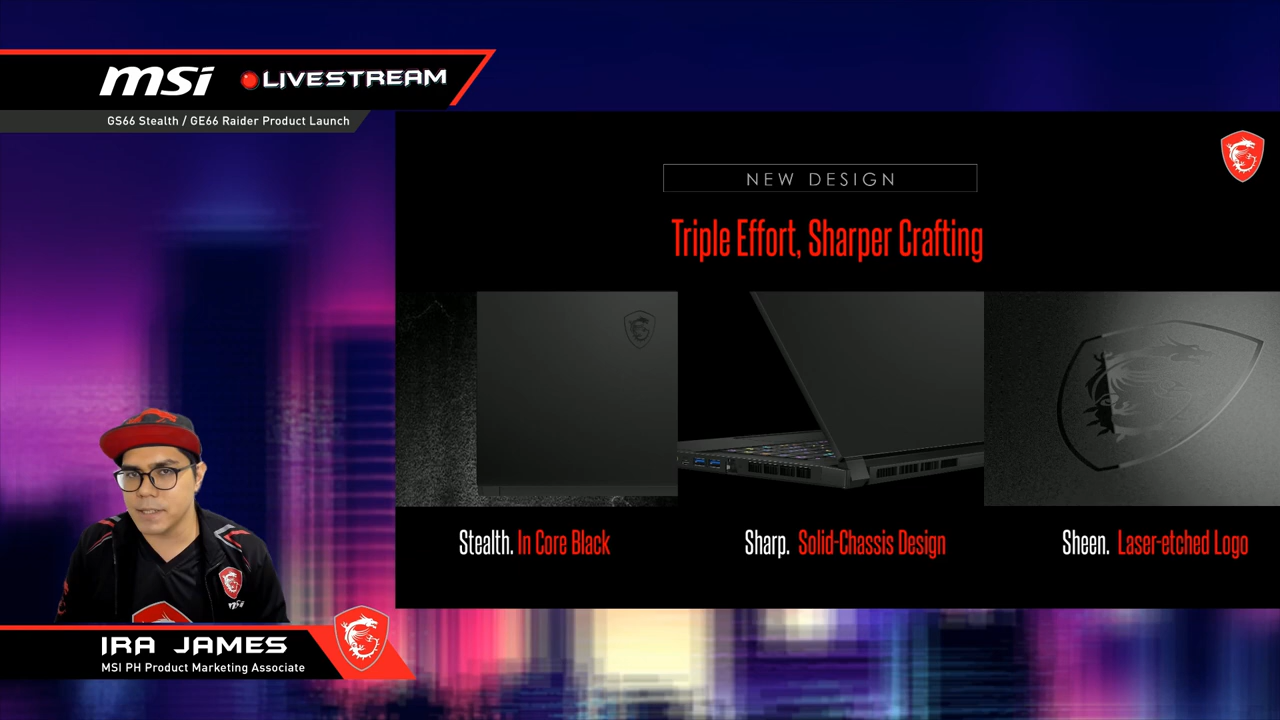 msi LIVESTREAM
GS66 Stealth / GE66 Raider Product Launch
NEW DESIGN
Triple Effort, Sharper Crafting
Stealth. In Core Black
Sharp. Solid-Chassis Design
Sheen. Laser-etched Logo
msi
IRA JAMES
MSI PH Product Marketing Associate